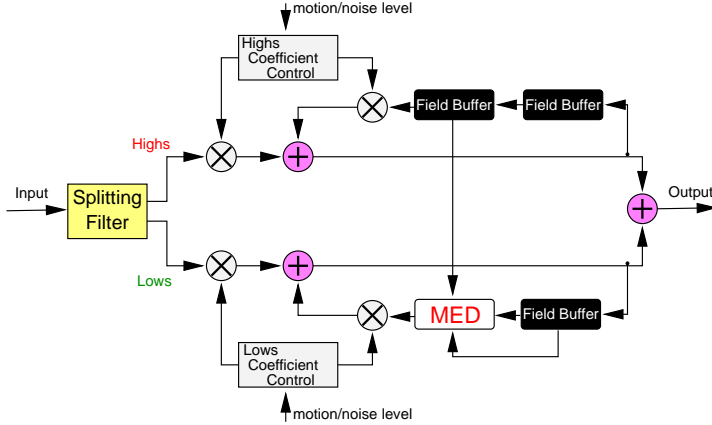 motion/noise level
Highs
Coefficient
Control
Field Buffer
Field Buffer
Highs
Input
Splitting
Filter
Output
Lows
MED
Field Buffer
Lows
Coefficient
Control
motion/noise level